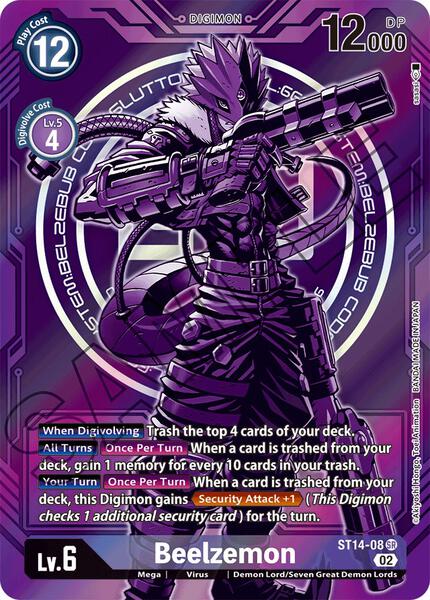 Play Cost
12
DIGIMON
DP
12000
Digivolve Cost
Lv.5
4
SAMPLE
When Digivolving Trash the top 4 cards of your deck.
All Turns Once Per Turn When a card is trashed from your
deck, gain 1 memory for every 10 cards in your trash.
Your Turn Once Per Turn When a card is trashed from your
deck, this Digimon gains Security Attack +1 (This Digimon
checks 1 additional security card) for the turn.
Lv.6
Beelzemon
ST14-08 SR
02
Mega
Virus
Demon Lord/Seven Great Demon Lords
©Akiyoshi Hongo, Toei Animation BANDAI MADE IN JAPAN